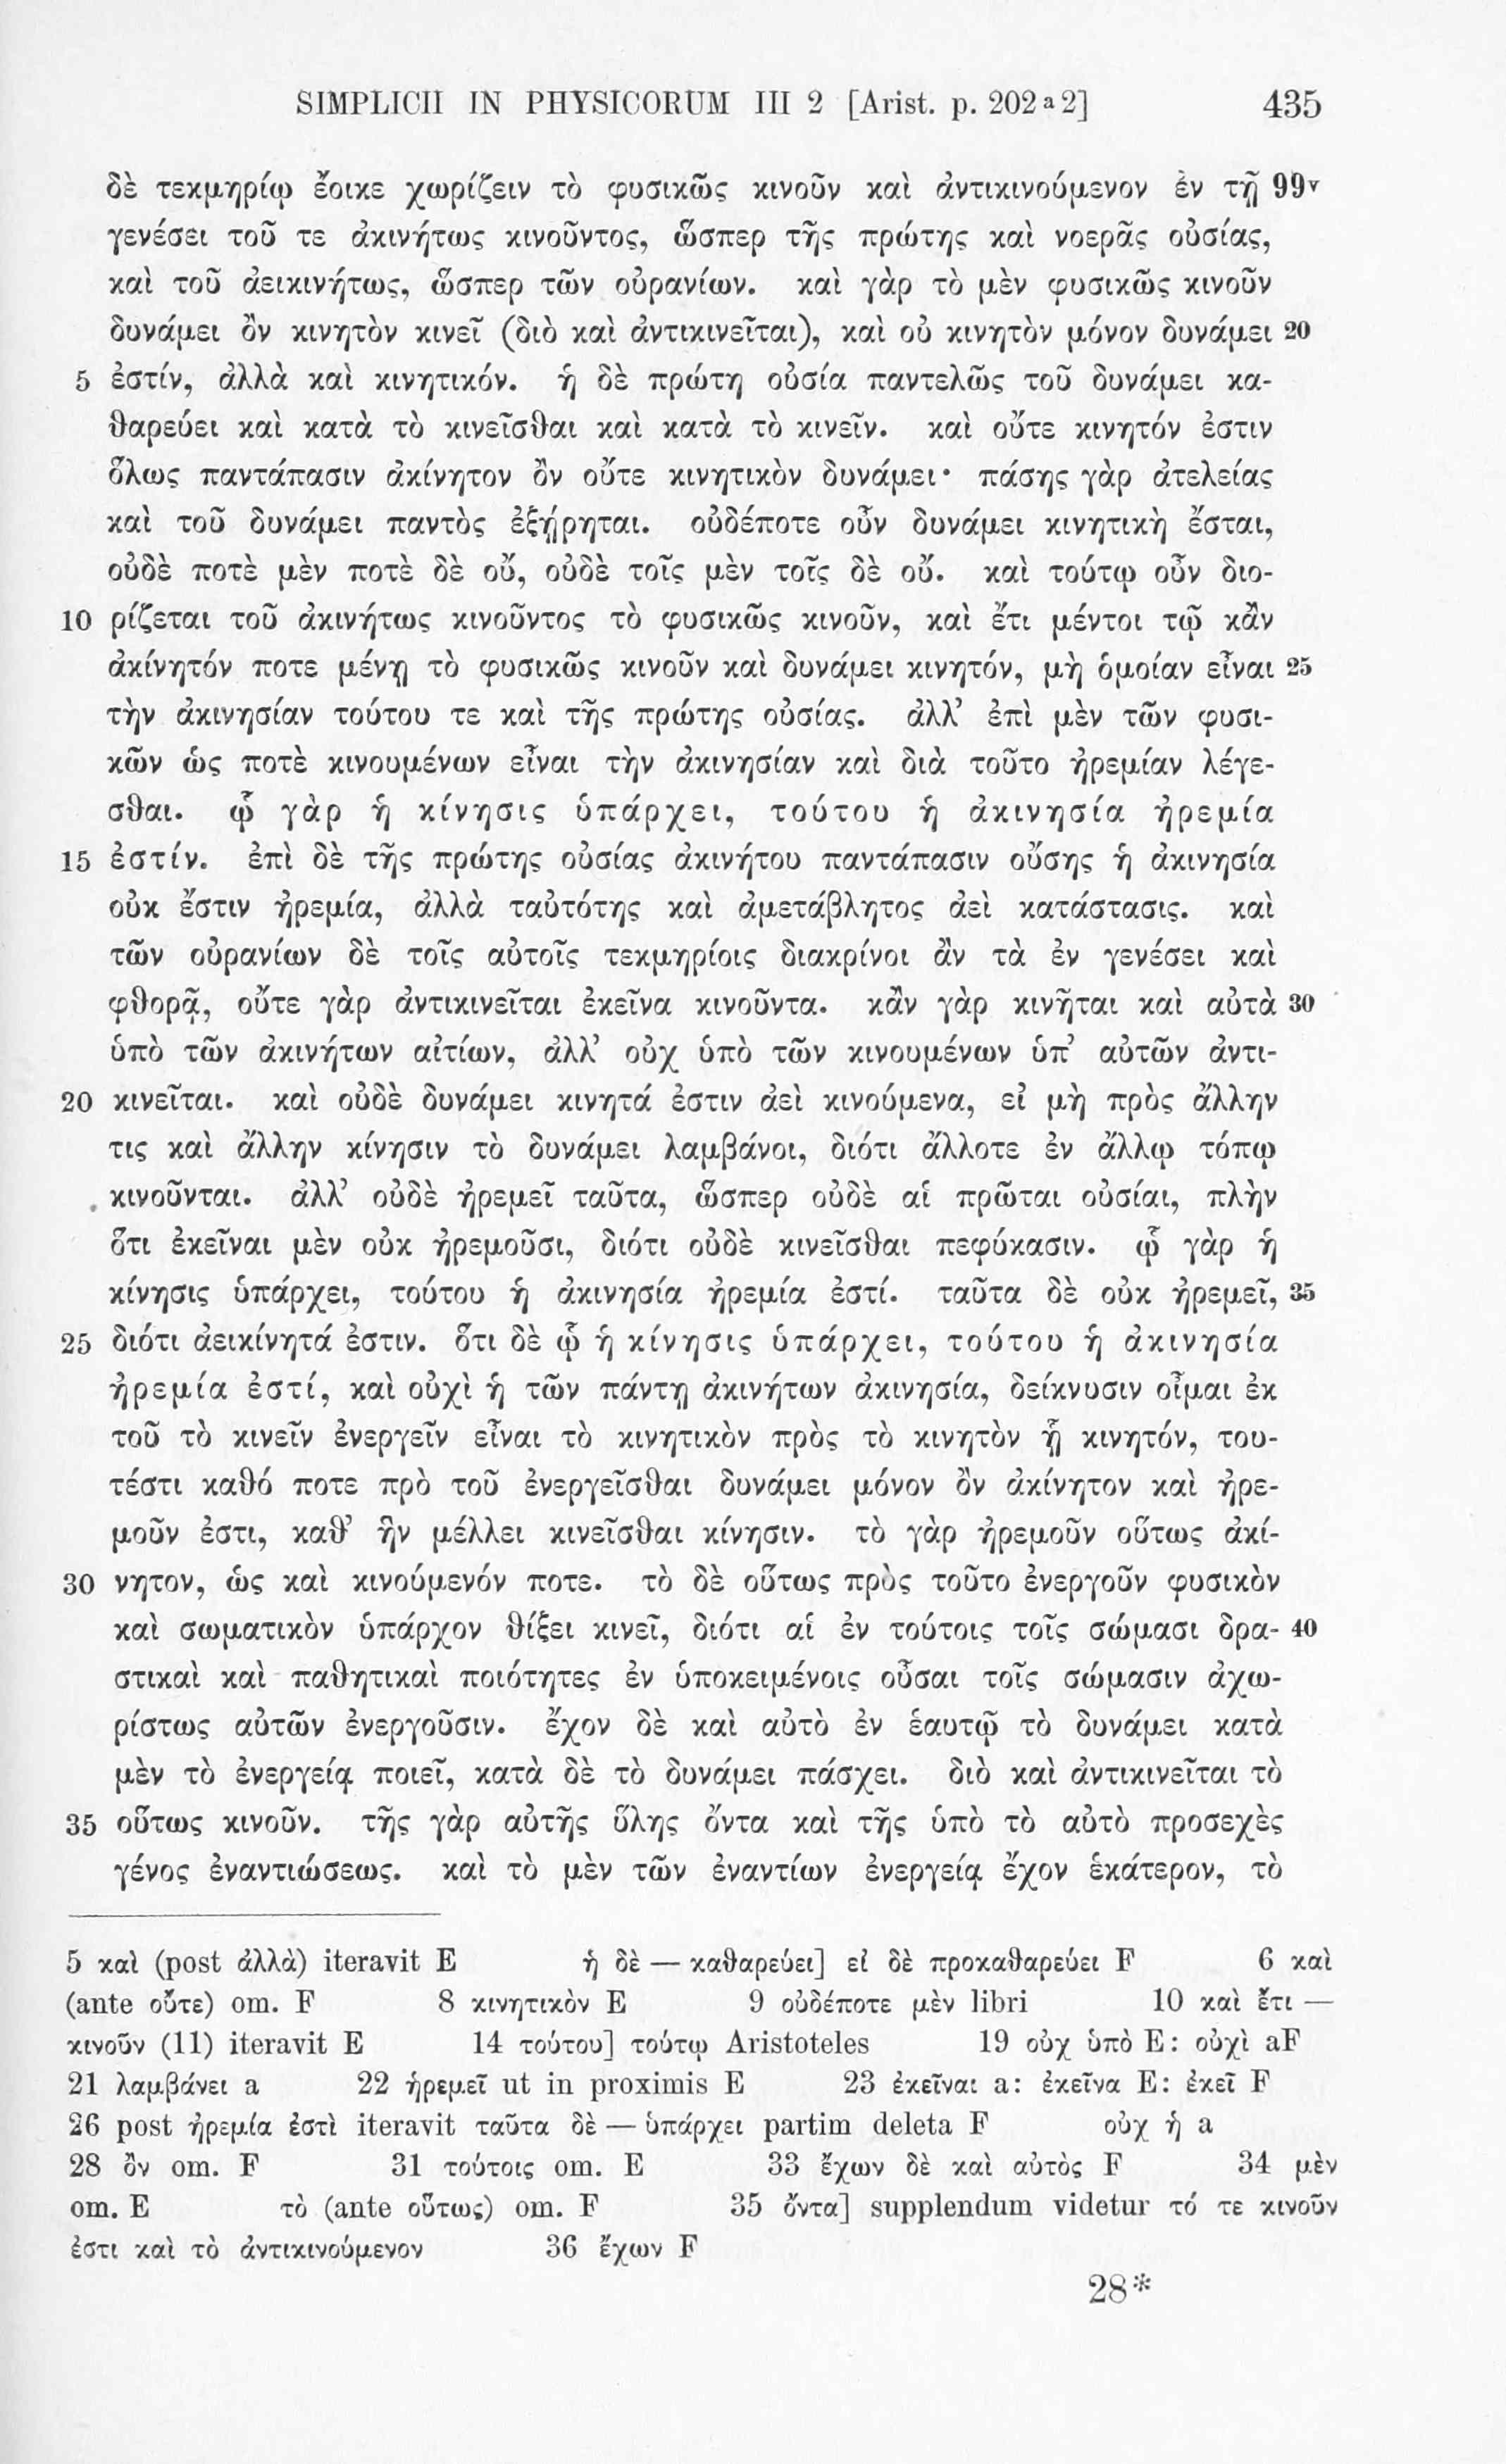 SIMPLICII IN PHYSICORUM III 2 [Arist. p. 202 a 2] 435
δὲ τεκμηρίῳ ἔοικε χωρίζειν τὸ φυσικῶς κινοῦν καὶ ἀντικινούμενον ἐν τῇ 99v
γενέσει τοῦ τε ἀκινήτως κινοῦντος, ὥσπερ τῆς πρώτης καὶ νοερᾶς οὐσίας,
καὶ τοῦ ἀεικινήτως, ὥσπερ τῶν οὐρανίων. καὶ γὰρ τὸ μὲν φυσικῶς κινοῦν
δυνάμει ὂν κινητὸν κινεῖ (διὸ καὶ ἀντικινεῖται), καὶ οὐ κινητὸν μόνον δυνάμει 20
5 ἐστίν, ἀλλὰ καὶ κινητικόν. ἡ δὲ πρώτη οὐσία παντελῶς τοῦ δυνάμει κα-
θαρεύει καὶ κατὰ τὸ κινεῖσθαι καὶ κατὰ τὸ κινεῖν. καὶ οὔτε κινητόν ἐστιν
ὅλως παντάπασιν ἀκίνητον ὂν οὔτε κινητικὸν δυνάμει· πάσης γὰρ ἀτελείας
καὶ τοῦ δυνάμει παντὸς ἐξῄρηται. οὐδέποτε οὖν δυνάμει κινητικὴ ἔσται,
οὐδὲ ποτὲ μὲν ποτὲ δὲ οὔ, οὐδὲ τοῖς μὲν τοῖς δὲ οὔ. καὶ τούτῳ οὖν διο-
10 ρίζεται τοῦ ἀκινήτως κινοῦντος τὸ φυσικῶς κινοῦν, καὶ ἔτι μέντοι τῷ κἂν
ἀκίνητόν ποτε μένῃ τὸ φυσικῶς κινοῦν καὶ δυνάμει κινητόν, μὴ ὁμοίαν εἶναι 25
τὴν ἀκινησίαν τούτου τε καὶ τῆς πρώτης οὐσίας. ἀλλ’ ἐπὶ μὲν τῶν φυσι-
κῶν ὡς ποτὲ κινουμένων εἶναι τὴν ἀκινησίαν καὶ διὰ τοῦτο ἠρεμίαν λέγε-
σθαι. ᾧ γὰρ ἡ κίνησις ὑπάρχει, τούτου ἡ ἀκινησία ἠρεμία
15 ἐστίν. ἐπὶ δὲ τῆς πρώτης οὐσίας ἀκινήτου παντάπασιν οὔσης ἡ ἀκινησία
οὐκ ἔστιν ἠρεμία, ἀλλὰ ταὐτότης καὶ ἀμετάβλητος ἀεὶ κατάστασις. καὶ
τῶν οὐρανίων δὲ τοῖς αὐτοῖς τεκμηρίοις διακρίνοι ἂν τὰ ἐν γενέσει καὶ
φθορᾷ, οὔτε γὰρ ἀντικινεῖται ἐκεῖνα κινοῦντα. κἂν γὰρ κινῆται καὶ αὐτὰ 30
ὑπὸ τῶν ἀκινήτων αἰτίων, ἀλλ’ οὐχ ὑπὸ τῶν κινουμένων ὑπ’ αὐτῶν ἀντι-
20 κινεῖται. καὶ οὐδὲ δυνάμει κινητά ἐστιν ἀεὶ κινούμενα, εἰ μὴ πρὸς ἄλλην
τις καὶ ἄλλην κίνησιν τὸ δυνάμει λαμβάνοι, διότι ἄλλοτε ἐν ἄλλῳ τόπῳ
κινοῦνται. ἀλλ’ οὐδὲ ἠρεμεῖ ταῦτα, ὥσπερ οὐδὲ αἱ πρῶται οὐσίαι, πλὴν
ὅτι ἐκεῖναι μὲν οὐκ ἠρεμοῦσι, διότι οὐδὲ κινεῖσθαι πεφύκασιν. ᾧ γὰρ ἡ
κίνησις ὑπάρχει, τούτου ἡ ἀκινησία ἠρεμία ἐστί. ταῦτα δὲ οὐκ ἠρεμεῖ, 35
25 διότι ἀεικίνητά ἐστιν. ὅτι δὲ ᾧ ἡ κίνησις ὑπάρχει, τούτου ἡ ἀκινησία
ἠρεμία ἐστί, καὶ οὐχὶ ἡ τῶν πάντῃ ἀκινήτων ἀκινησία, δείκνυσιν οἶμαι ἐκ
τοῦ τὸ κινεῖν ἐνεργεῖν εἶναι τὸ κινητικὸν πρὸς τὸ κινητὸν ᾗ κινητόν, του-
τέστι καθό ποτε πρὸ τοῦ ἐνεργεῖσθαι δυνάμει μόνον ὂν ἀκίνητον καὶ ἠρε-
μοῦν ἐστι, καθ’ ἣν μέλλει κινεῖσθαι κίνησιν. τὸ γὰρ ἠρεμοῦν οὕτως ἀκί-
30 νητον, ὡς καὶ κινούμενόν ποτε. τὸ δὲ οὕτως πρὸς τοῦτο ἐνεργοῦν φυσικὸν
καὶ σωματικὸν ὑπάρχον θίξει κινεῖ, διότι αἱ ἐν τούτοις τοῖς σώμασι δρα- 40
στικαὶ καὶ παθητικαὶ ποιότητες ἐν ὑποκειμένοις οὖσαι τοῖς σώμασιν ἀχω-
ρίστως αὐτῶν ἐνεργοῦσιν. ἔχον δὲ καὶ αὐτὸ ἐν ἑαυτῷ τὸ δυνάμει κατὰ
μὲν τὸ ἐνεργείᾳ ποιεῖ, κατὰ δὲ τὸ δυνάμει πάσχει. διὸ καὶ ἀντικινεῖται τὸ
35 οὕτως κινοῦν. τῆς γὰρ αὐτῆς ὕλης ὄντα καὶ τῆς ὑπὸ τὸ αὐτὸ προσεχὲς
γένος ἐναντιώσεως. καὶ τὸ μὲν τῶν ἐναντίων ἐνεργείᾳ ἔχον ἑκάτερον, τὸ
5 καὶ (post ἀλλὰ) iteravit E ἡ δὲ — καθαρεύει] εἰ δὲ προκαθαρεύει F 6 καὶ
(ante οὔτε) om. F 8 κινητικὸν E 9 οὐδέποτε μὲν libri 10 καὶ ἔτι —
κινοῦν (11) iteravit E 14 τούτου] τούτῳ Aristoteles 19 οὐχ ὑπὸ E: οὐχὶ aF
21 λαμβάνει a 22 ἠρεμεῖ ut in proximis E 23 ἐκεῖναι a: ἐκεῖνα E: ἐκεῖ F
26 post ἠρεμία ἐστὶ iteravit ταῦτα δὲ — ὑπάρχει partim deleta F οὐχ ἡ a
28 ὂν om. F 31 τούτοις om. E 33 ἔχων δὲ καὶ αὐτὸς F 34 μὲν
om. E τὸ (ante οὕτως) om. F 35 ὄντα] supplendum videtur τό τε κινοῦν
ἐστι καὶ τὸ ἀντικινούμενον 36 ἔχων F
28*